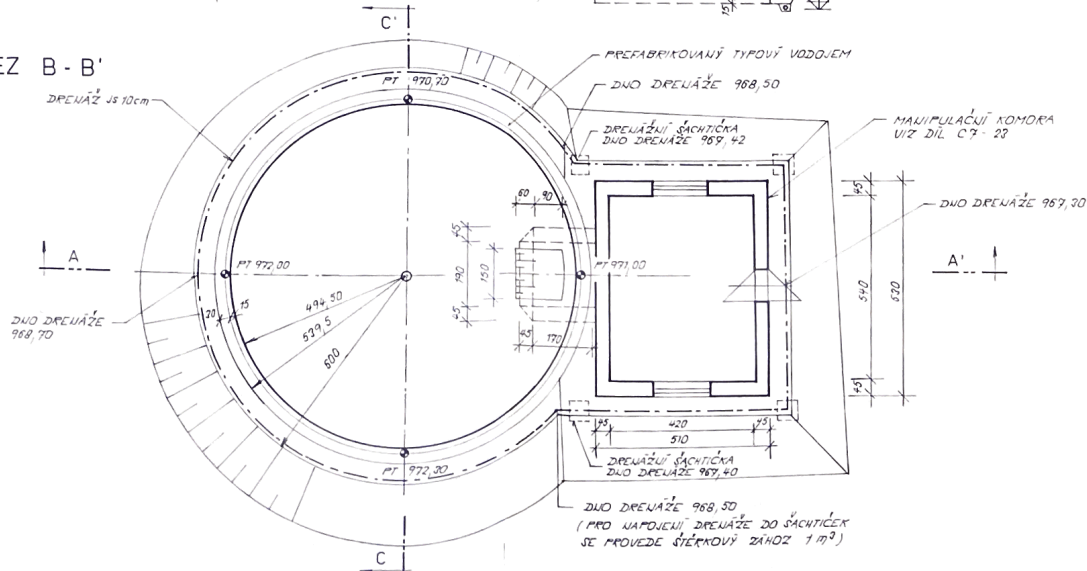 15
C'
EZ B - B'
PREFABRIKOVANÝ TYPOVÝ VODOJEM
PT 970,70
DNO DRENÁŽE 968,50
DRENÁŽ JS 10cm
MANIPULAČNÍ KOMORA
VIZ DÍL C7 - 23
DRENÁŽNÍ ŠACHTIČKA
DNO DRENÁŽE 967,42
60
90
45
45
DNO DRENÁŽE 967,30
A
A'
PT 972,00
PT 971,00
190
150
540
630
494,50
539,5
600
20
15
45
DNO DRENÁŽE
968,70
45
170
45
45
420
45
510
PT 972,30
DRENÁŽNÍ ŠACHTIČKA
DNO DRENÁŽE 967,40
DNO DRENÁŽE 968,50
(PRO NAPOJENÍ DRENÁŽE DO ŠACHTIČEK
SE PROVEDE ŠTĚRKOVÝ ZÁHOZ 1 m³)
C